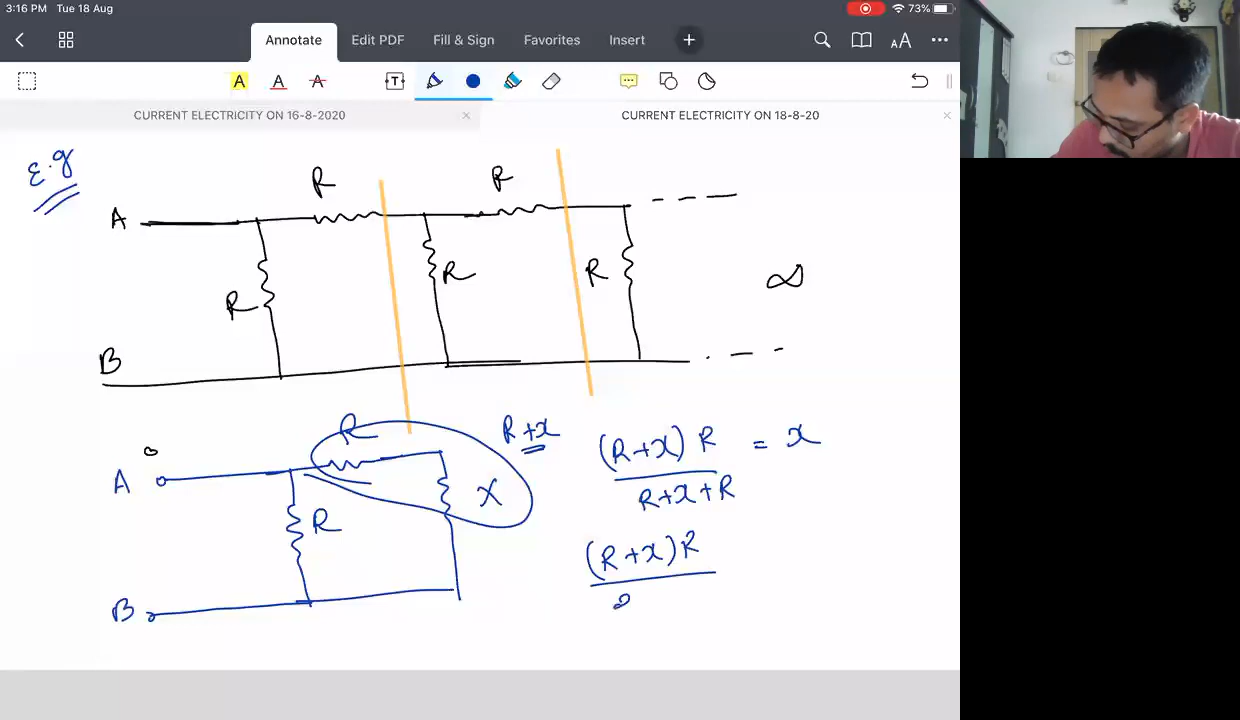 3:16 PM Tue 18 Aug 73%
Annotate Edit PDF Fill & Sign Favorites Insert
CURRENT ELECTRICITY ON 16-8-2020 CURRENT ELECTRICITY ON 18-8-20
E.g
R R
A
R R R ∞
B
R R+x (R+x) R = x
A R X R+x+R
(R+x)R
B 2